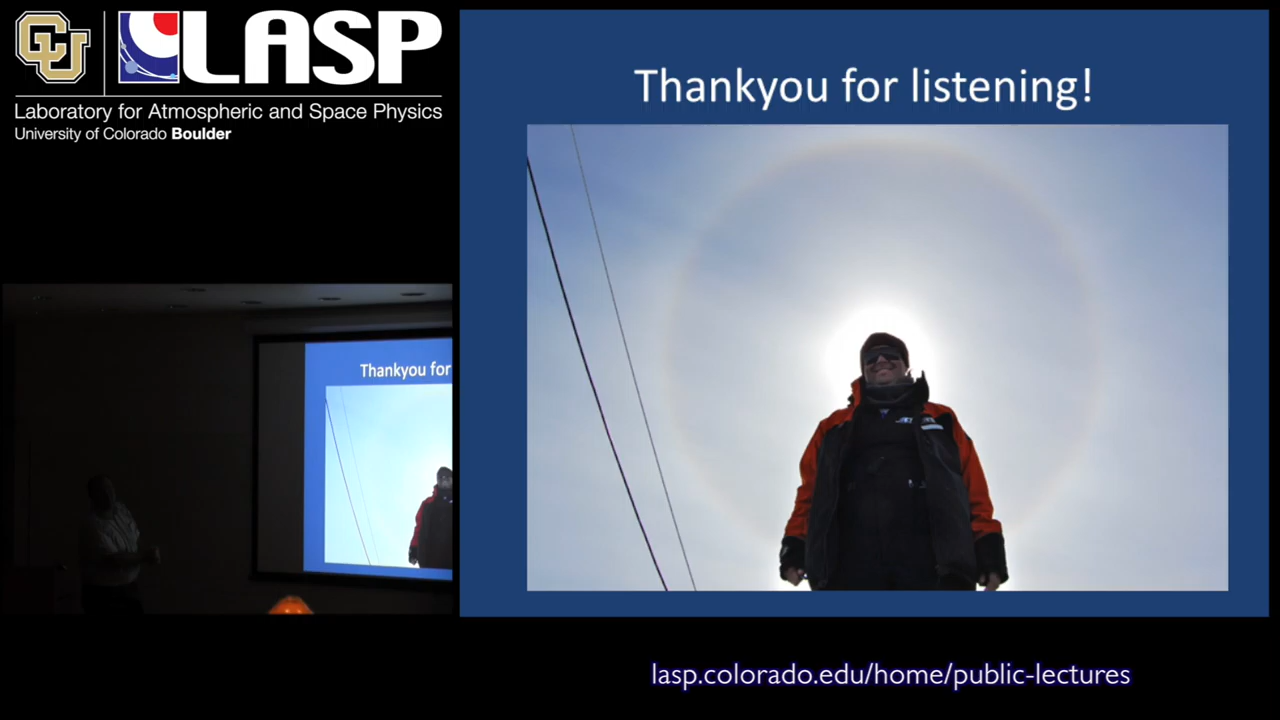 CU
LASP
Laboratory for Atmospheric and Space Physics
University of Colorado Boulder
Thankyou for listening!
Thankyou for
lasp.colorado.edu/home/public-lectures